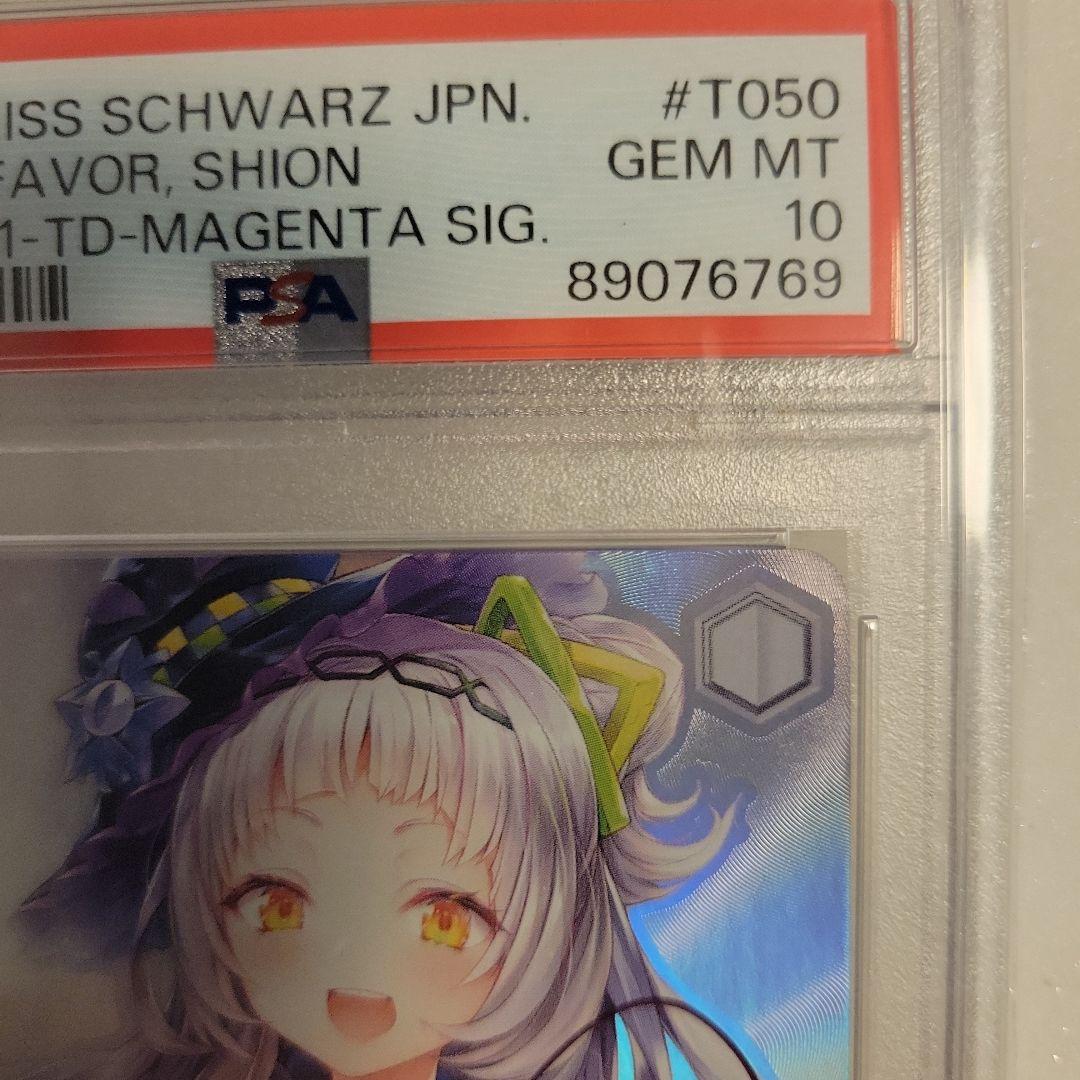 ISS SCHWARZ JPN. #T050
FAVOR, SHION GEM MT
1-TD-MAGENTA SIG. 10
PSA 89076769